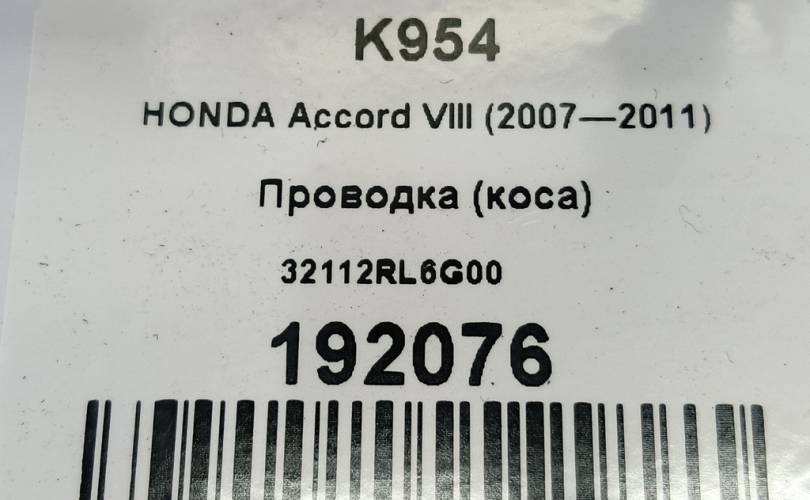 K954
HONDA Accord VIII (2007—2011)
Проводка (коса)
32112RL6G00
192076